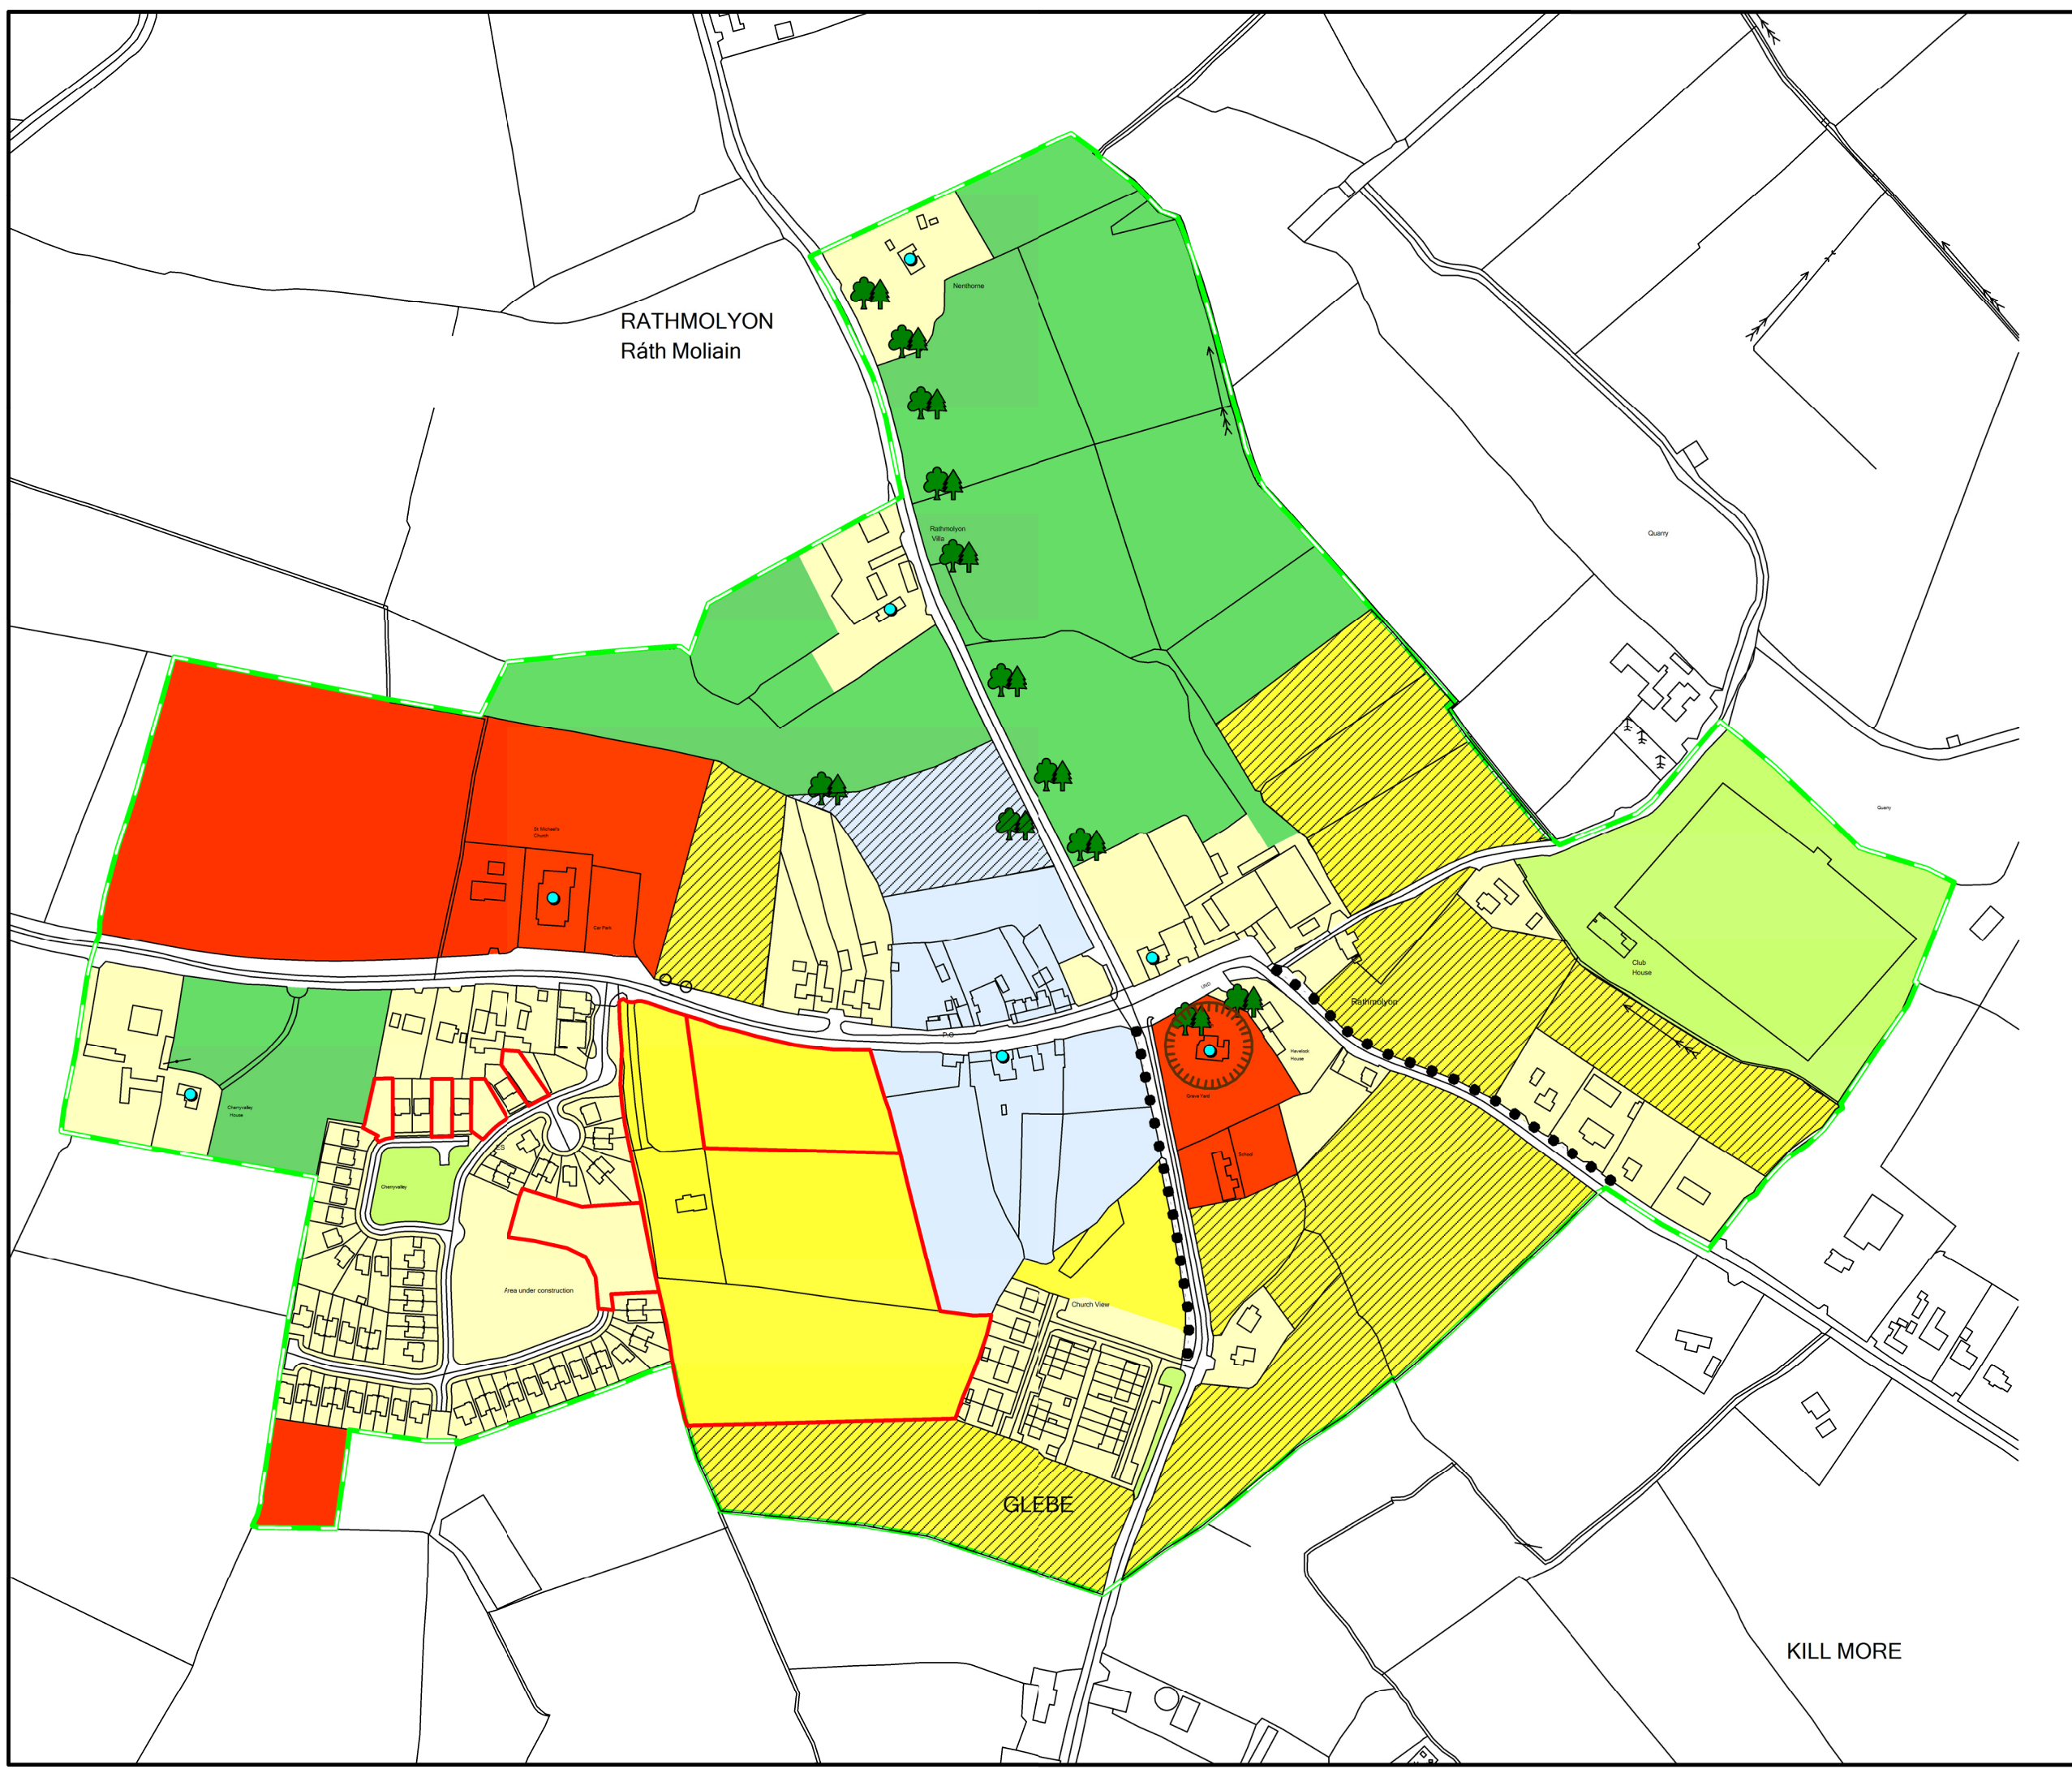 RATHMOLYON
Ráth Moliain
Nenthorne
Rathmolyon
Villa
Quarry
Quarry
St Michael's
Church
Car Park
Club
House
Rathmolyon
P.O
Havelock
House
Grave Yard
School
Cherryvalley
House
Cherryvalley
Area under construction
Church View
GLEBE
KILL MORE